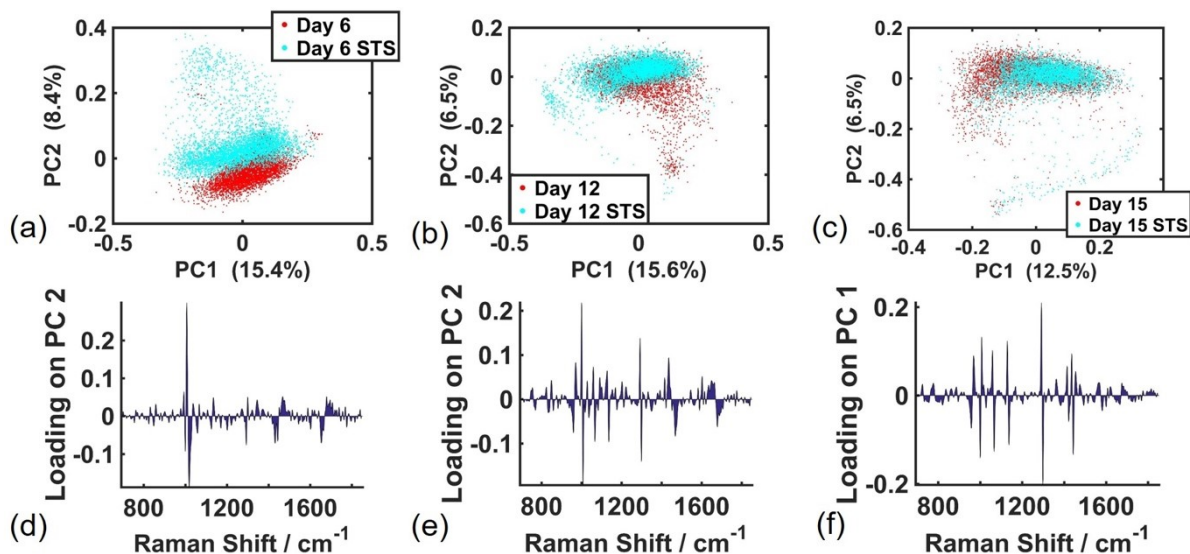 PC2 (8.4%)
0.4
0.2
0
-0.2
-0.5
0
0.5
PC1 (15.4%)
Day 6
Day 6 STS
(a)
PC2 (6.5%)
0.2
0
-0.2
-0.4
-0.6
-0.5
0
0.5
PC1 (15.6%)
Day 12
Day 12 STS
(b)
PC2 (6.5%)
0.2
0
-0.2
-0.4
-0.6
-0.4
-0.2
0
0.2
PC1 (12.5%)
Day 15
Day 15 STS
(c)
Loading on PC 2
0.2
0.1
0
-0.1
800
1200
1600
Raman Shift / cm-1
(d)
Loading on PC 2
0.2
0.1
0
-0.1
800
1200
1600
Raman Shift / cm-1
(e)
Loading on PC 1
0.2
0
-0.2
800
1200
1600
Raman Shift / cm-1
(f)